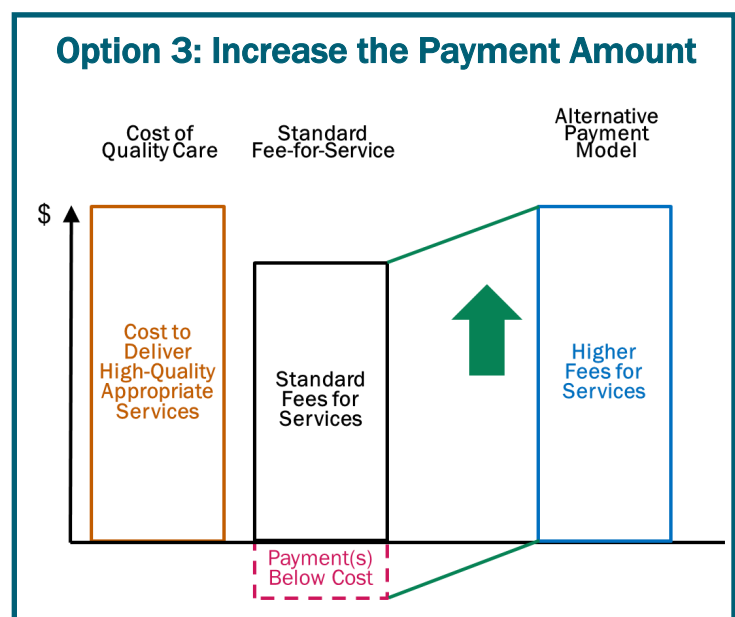 Option 3: Increase the Payment Amount
Cost of
Quality Care
Standard
Fee-for-Service
Alternative
Payment
Model
$
Cost to
Deliver
High-Quality
Appropriate
Services
Standard
Fees for
Services
Higher
Fees for
Services
Payment(s)
Below Cost